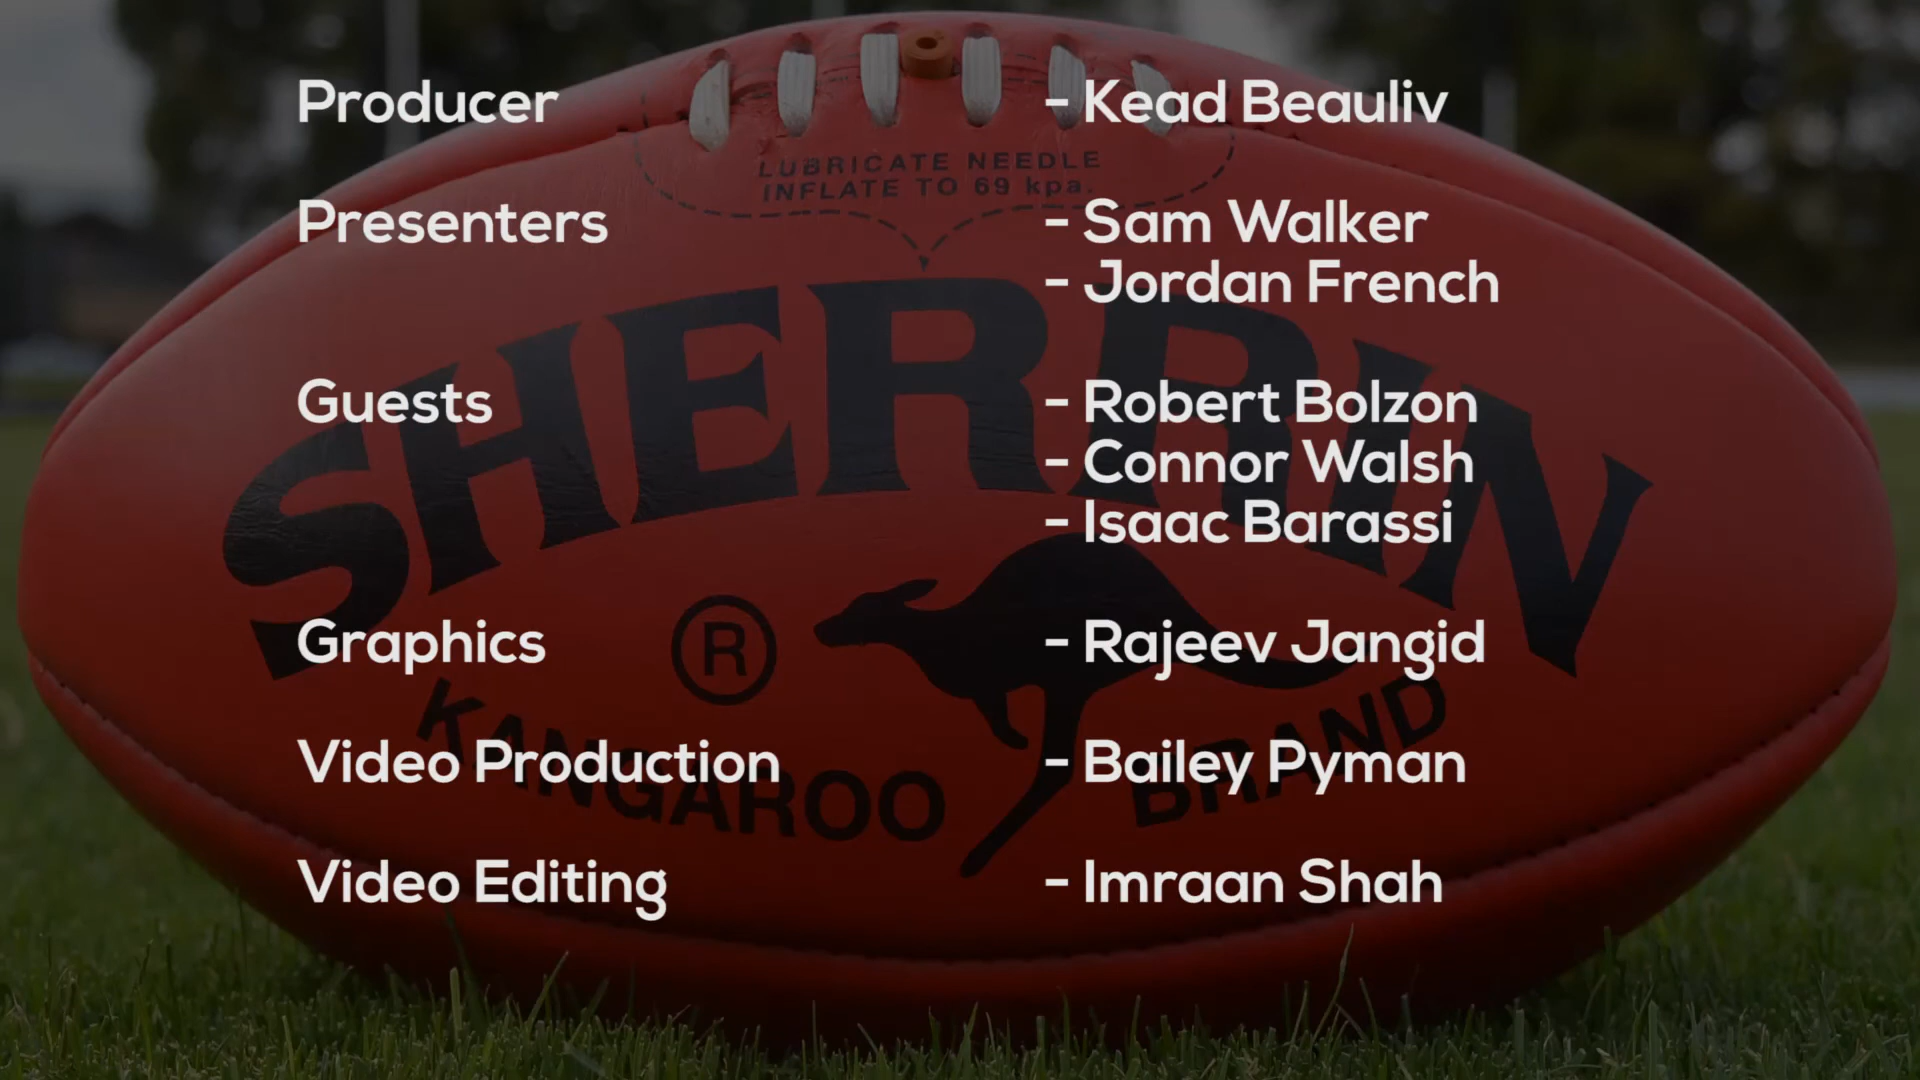 Producer - Kead Beauliv
LUBRICATE NEEDLE
INFLATE TO 69 kpa.
Presenters - Sam Walker
- Jordan French
SHERRIN
Guests - Robert Bolzon
- Connor Walsh
- Isaac Barassi
Graphics - Rajeev Jangid
®
KANGAROO BRAND
Video Production - Bailey Pyman
Video Editing - Imraan Shah